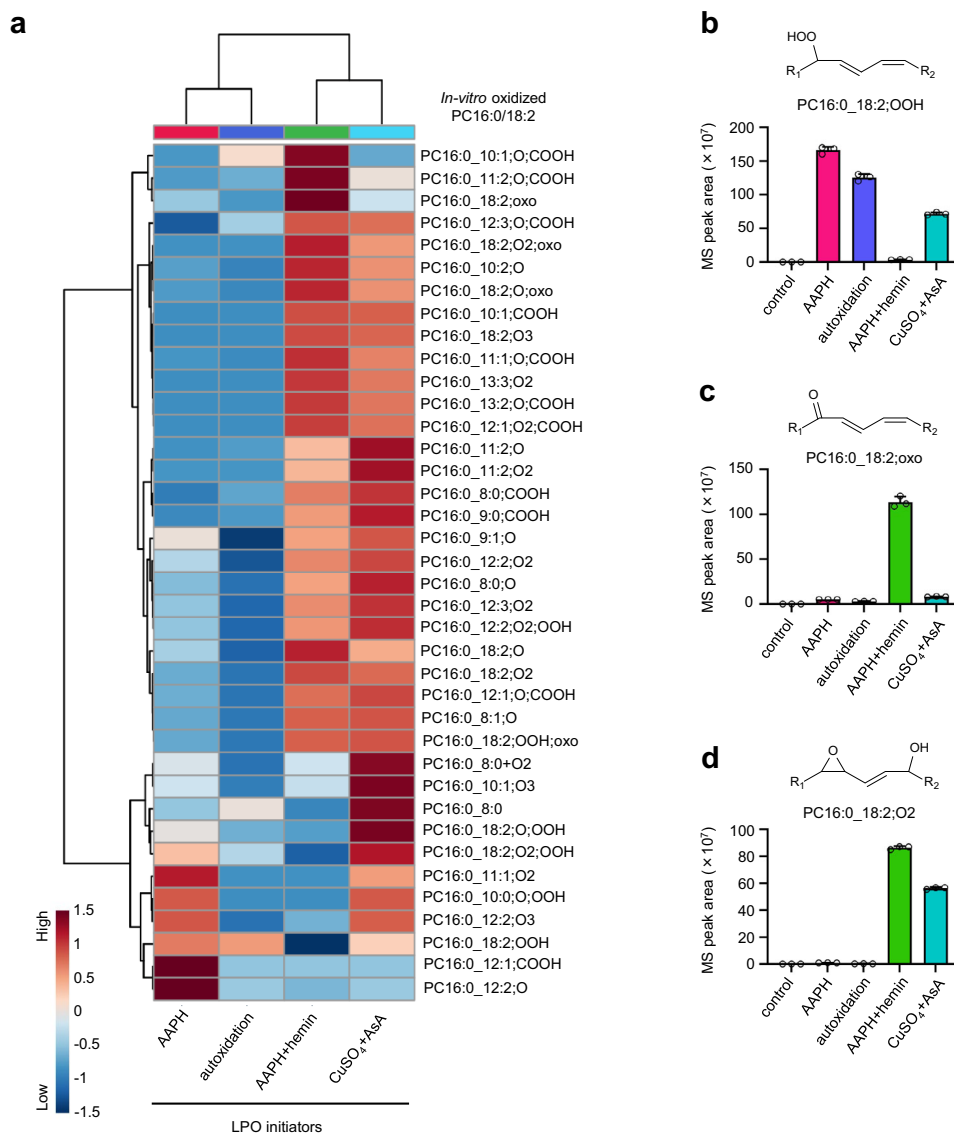 a
In-vitro oxidized
PC16:0/18:2
PC16:0_10:1;O;COOH
PC16:0_11:2;O;COOH
PC16:0_18:2;oxo
PC16:0_12:3;O;COOH
PC16:0_18:2;O2;oxo
PC16:0_10:2;O
PC16:0_18:2;O;oxo
PC16:0_10:1;COOH
PC16:0_18:2;O3
PC16:0_11:1;O;COOH
PC16:0_13:3;O2
PC16:0_13:2;O;COOH
PC16:0_12:1;O2;COOH
PC16:0_11:2;O
PC16:0_11:2;O2
PC16:0_8:0;COOH
PC16:0_9:0;COOH
PC16:0_9:1;O
PC16:0_12:2;O2
PC16:0_8:0;O
PC16:0_12:3;O2
PC16:0_12:2;O2;OOH
PC16:0_18:2;O
PC16:0_18:2;O2
PC16:0_12:1;O;COOH
PC16:0_8:1;O
PC16:0_18:2;OOH;oxo
PC16:0_8:0+O2
PC16:0_10:1;O3
PC16:0_8:0
PC16:0_18:2;O;OOH
PC16:0_18:2;O2;OOH
PC16:0_11:1;O2
PC16:0_10:0;O;OOH
PC16:0_12:2;O3
PC16:0_18:2;OOH
PC16:0_12:1;COOH
PC16:0_12:2;O
High
Low
1.5
1
0.5
0
-0.5
-1
-1.5
AAPH
autoxidation
AAPH+hemin
CuSO4+AsA
LPO initiators
b
HOO
R1
R2
PC16:0_18:2;OOH
MS peak area (×10⁷)
200
150
100
50
0
control
AAPH
autoxidation
AAPH+hemin
CuSO4+AsA
c
O
R1
R2
PC16:0_18:2;oxo
MS peak area (×10⁷)
150
100
50
0
control
AAPH
autoxidation
AAPH+hemin
CuSO4+AsA
d
O
OH
R1
R2
PC16:0_18:2;O2
MS peak area (×10⁷)
100
80
60
40
20
0
control
AAPH
autoxidation
AAPH+hemin
CuSO4+AsA